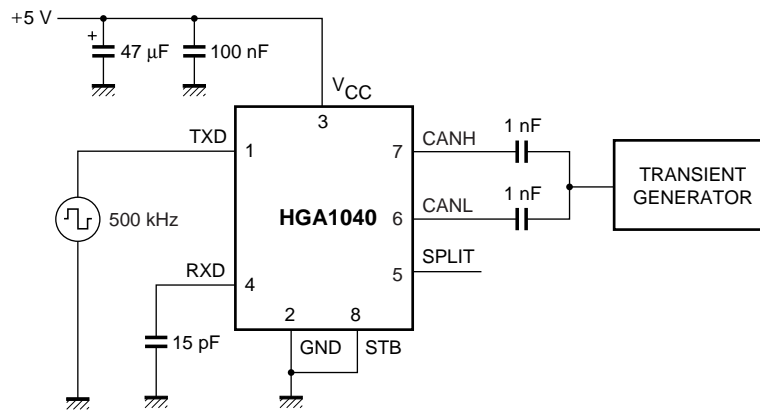 +5 V
+
47 μF
100 nF
VCC
3
TXD
1
500 kHz
RXD
4
15 pF
HGA1040
2
8
GND
STB
7
CANH
1 nF
6
CANL
1 nF
5
SPLIT
TRANSIENT
GENERATOR